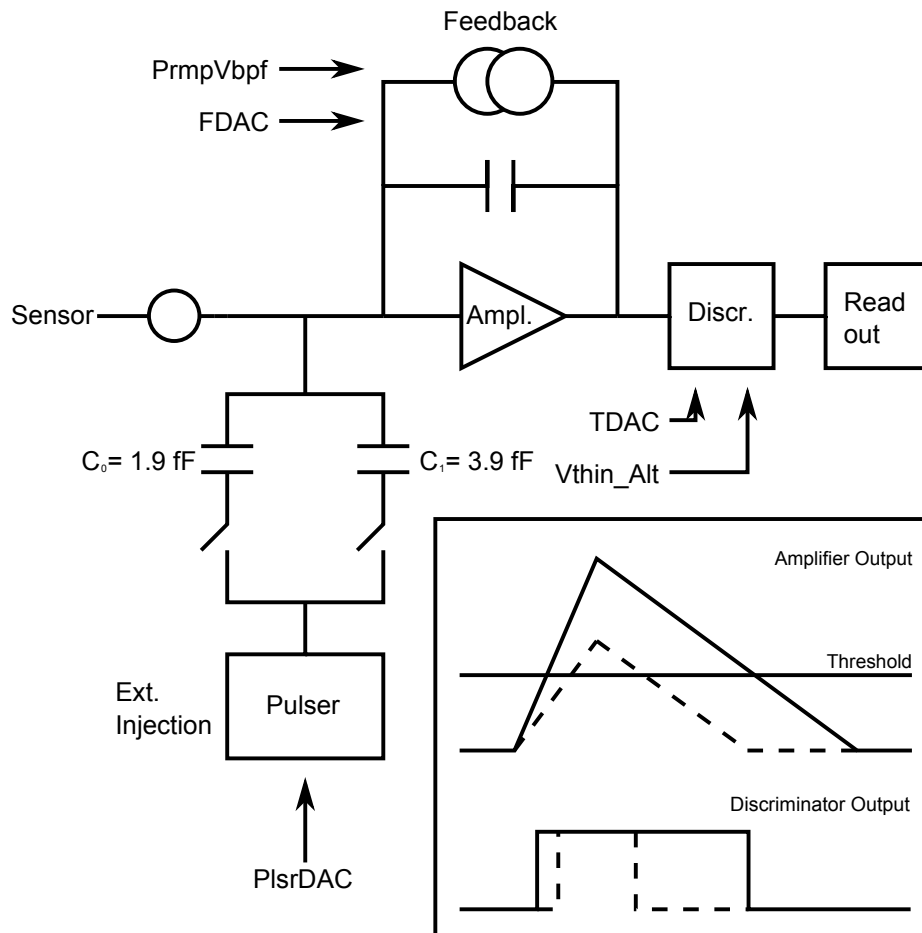 Feedback
PrmpVbpf
FDAC
Sensor
Ampl.
Discr.
Read
out
TDAC
Vthin_Alt
C₀= 1.9 fF
C₁= 3.9 fF
Ext.
Injection
Pulser
PlsrDAC
Amplifier Output
Threshold
Discriminator Output